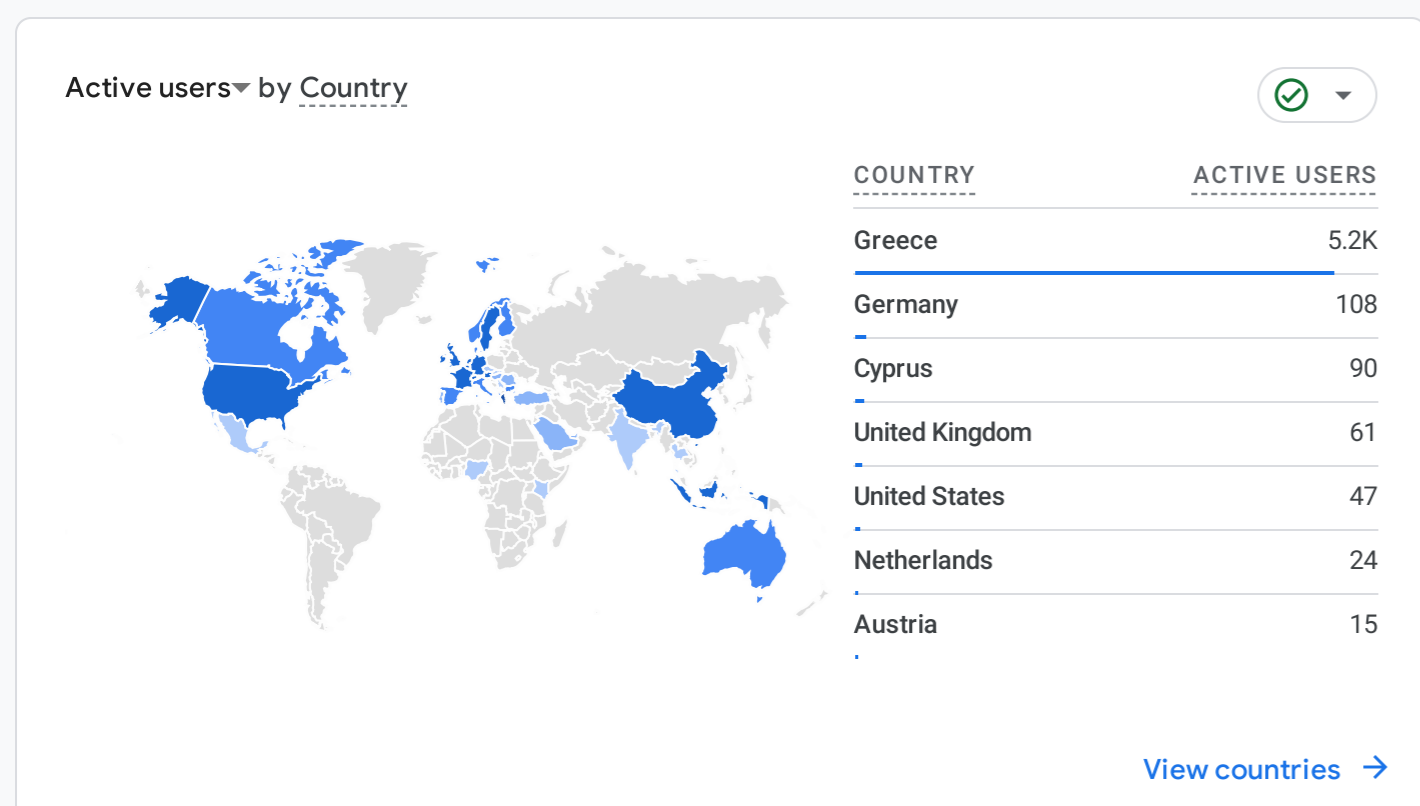 Active users by Country
COUNTRY ACTIVE USERS
Greece 5.2K
Germany 108
Cyprus 90
United Kingdom 61
United States 47
Netherlands 24
Austria 15
View countries